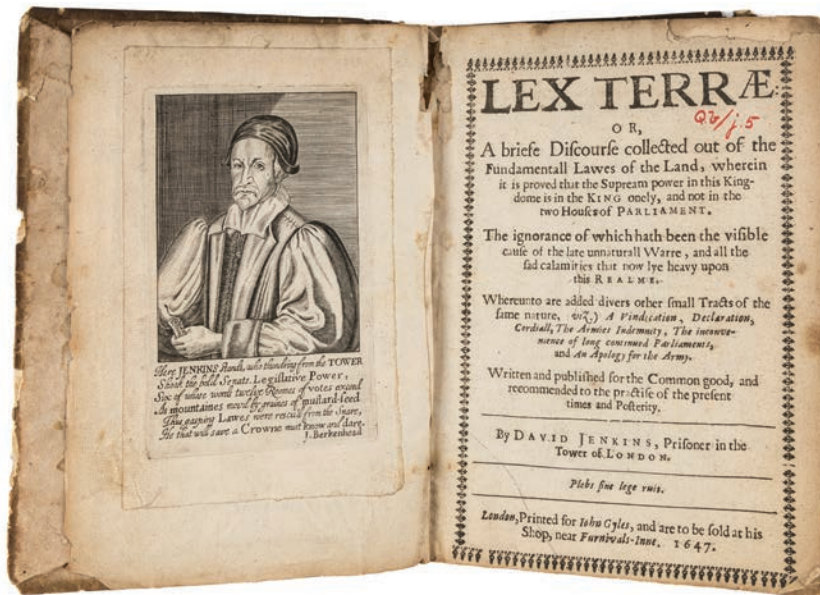 Here JENKINS stands, who thundring from the TOWER
Shook the bold Senats Legislative Power,
Six of whose words twelve Reames of votes exceed
As mountaines mov'd by graines of mustard-seed
Thus gasping Lawes were rescued from the Snare,
He that will save a Crowne must know and dare.
J. Berkenhead
LEX TERRÆ:
Qb/j.5
OR,
A briefe Discourſe collected out of the
Fundamentall Lawes of the Land, wherein
it is proved that the Supream power in this King-
dome is in the KING onely, and not in the
two Houſes of PARLIAMENT.
The ignorance of which hath been the viſible
cauſe of the late unnaturall Warre, and all the
ſad calamities that now lye heavy upon
this REALME.
Whereunto are added divers other ſmall Tracts of the
ſame nature, viz.) A Vindication, Declaration,
Cordiall, The Armies Indemnity, The inconve-
nience of long continued Parliaments,
and An Apology for the Army.
Written and publiſhed for the Common good, and
recommended to the practiſe of the preſent
times and Poſterity.
By DAVID JENKINS, Priſoner in the
Tower of LONDON.
Plebs ſine lege ruit.
London, Printed for Iohn Gyles, and are to be ſold at his
Shop, near Furnivals-Inne. 1647.